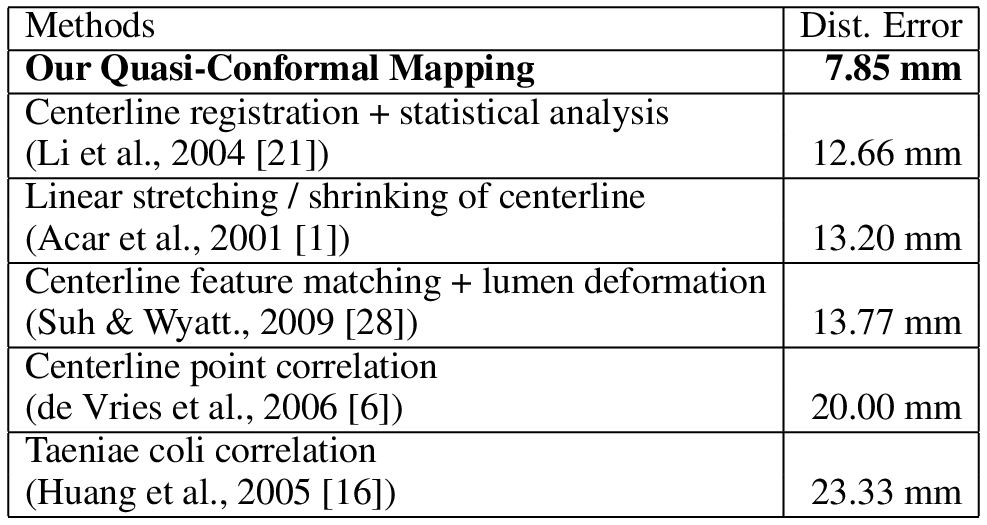 Methods Dist. Error
Our Quasi-Conformal Mapping 7.85 mm
Centerline registration + statistical analysis
(Li et al., 2004 [21]) 12.66 mm
Linear stretching / shrinking of centerline
(Acar et al., 2001 [1]) 13.20 mm
Centerline feature matching + lumen deformation
(Suh & Wyatt., 2009 [28]) 13.77 mm
Centerline point correlation
(de Vries et al., 2006 [6]) 20.00 mm
Taeniae coli correlation
(Huang et al., 2005 [16]) 23.33 mm